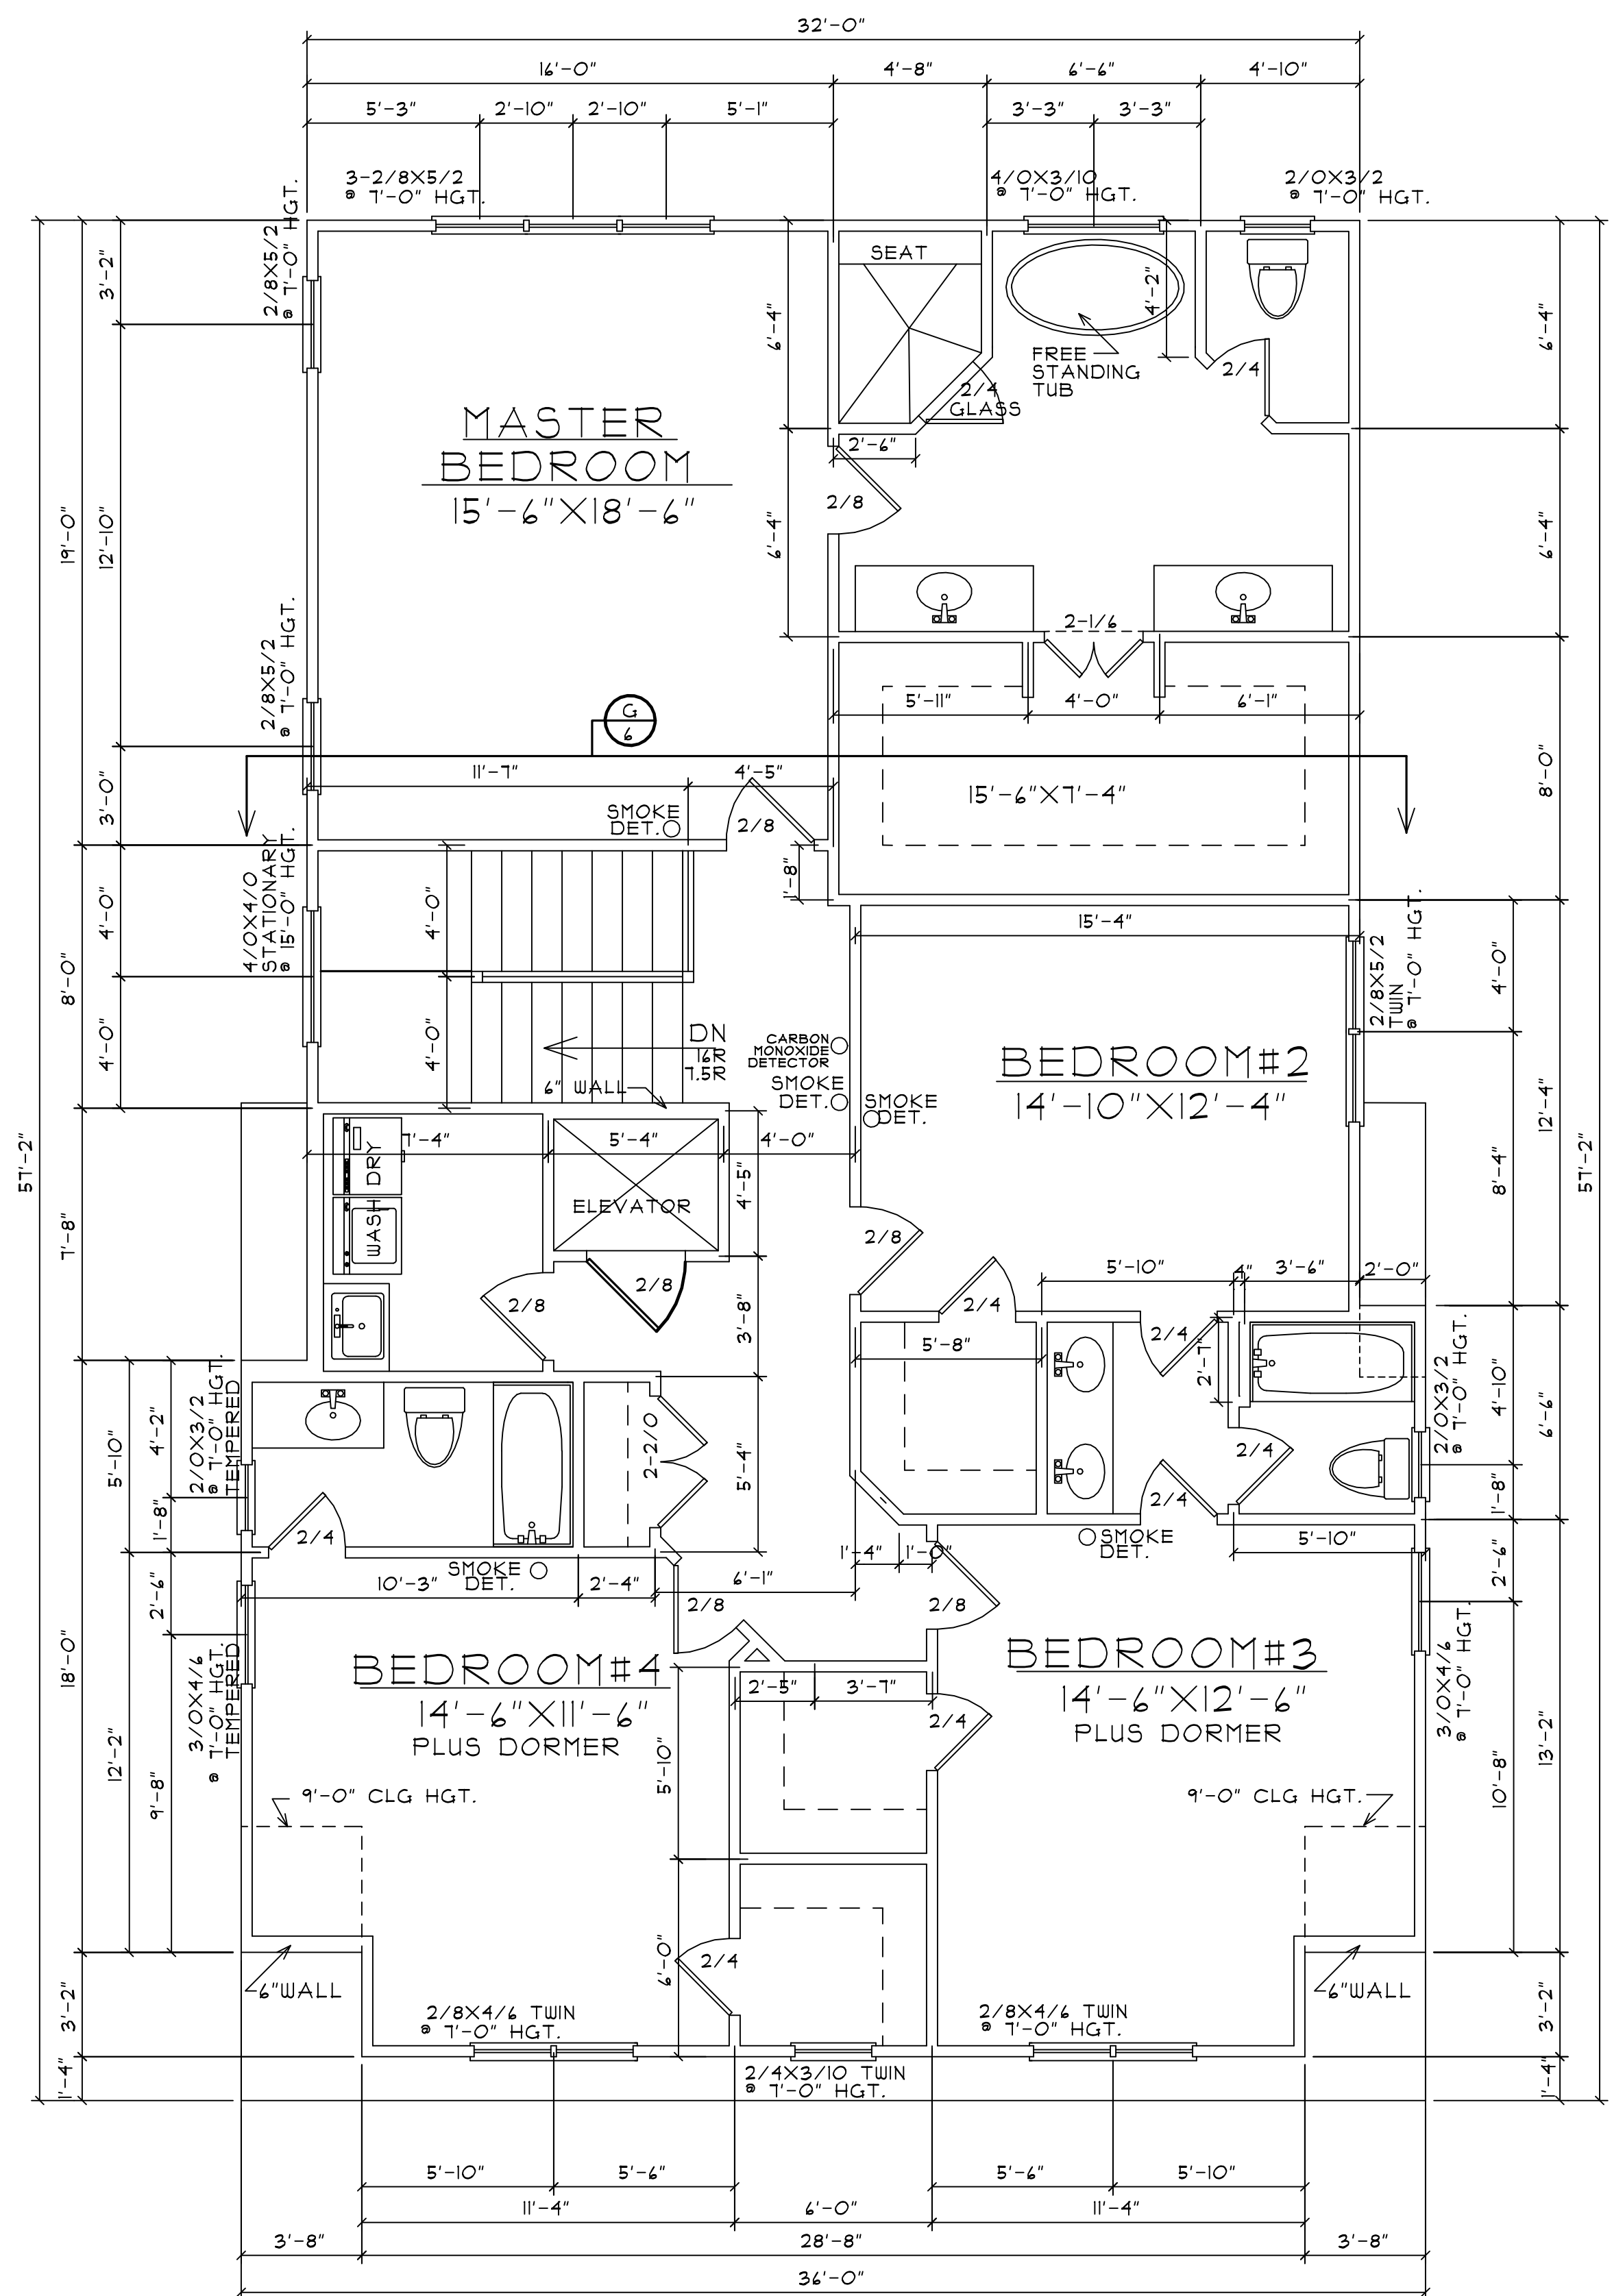 32'-0"
16'-0" 4'-8" 6'-6" 4'-10"
5'-3" 2'-10" 2'-10" 5'-1" 3'-3" 3'-3"
3-2/8X5/2
@ 7'-0" HGT.
4/0X3/10
@ 7'-0" HGT.
2/0X3/2
@ 7'-0" HGT.
2/8X5/2
@ 7'-0" HGT.
3'-2"
SEAT
6'-4"
4'-2"
6'-4"
FREE
STANDING
TUB
2/4
GLASS
2/4
MASTER
BEDROOM
15'-6"X18'-6"
2'-6"
2/8
19'-0"
12'-10"
6'-4"
6'-4"
2-1/6
2/8X5/2
@ 7'-0" HGT.
5'-11" 4'-0" 6'-1"
G
6
11'-7" 4'-5"
15'-6"X7'-4"
3'-0"
8'-0"
SMOKE
DET.
2/8
1'-8"
4/0X4/0
STATIONARY
@ 15'-0" HGT.
4'-0"
4'-0"
8'-0"
4'-0"
4'-0"
15'-4"
2/8X5/2
TWIN
@ 7'-0" HGT.
4'-0"
DN
16R
7.5R
CARBON
MONOXIDE
DETECTOR
SMOKE
DET.
SMOKE
DET.
6" WALL
BEDROOM#2
14'-10"X12'-4"
12'-4"
57'-2"
57'-2"
7'-4" 5'-4" 4'-0"
DRY
WASH
ELEVATOR
4'-5"
8'-4"
7'-8"
2/8
2/8
2/8
3'-8"
5'-10" 4" 3'-6" 2'-0"
2/4
2/4
5'-8"
2'-7"
2/0X3/2
@ 7'-0" HGT.
TEMPERED
4'-2"
5'-10"
1'-8"
2-2/0
5'-4"
2/4
2/4
2/4
2/0X3/2
@ 7'-0" HGT.
4'-10"
6'-6"
1'-8"
SMOKE
DET.
SMOKE
DET.
5'-10"
1'-4" 1'-0"
10'-3" 2'-4" 6'-1"
2'-6"
2'-6"
2/8
2/8
3/0X4/6
@ 7'-0" HGT.
TEMPERED
3/0X4/6
@ 7'-0" HGT.
BEDROOM#4
14'-6"X11'-6"
PLUS DORMER
BEDROOM#3
14'-6"X12'-6"
PLUS DORMER
2'-5" 3'-7"
2/4
18'-0"
12'-2"
9'-8"
5'-10"
10'-8"
13'-2"
9'-0" CLG HGT.
9'-0" CLG HGT.
6'-0"
2/4
6"WALL
6"WALL
3'-2"
3'-2"
2/8X4/6 TWIN
@ 7'-0" HGT.
2/8X4/6 TWIN
@ 7'-0" HGT.
2/4X3/10 TWIN
@ 7'-0" HGT.
1'-4"
1'-4"
5'-10" 5'-6" 5'-6" 5'-10"
11'-4" 6'-0" 11'-4"
3'-8" 28'-8" 3'-8"
36'-0"